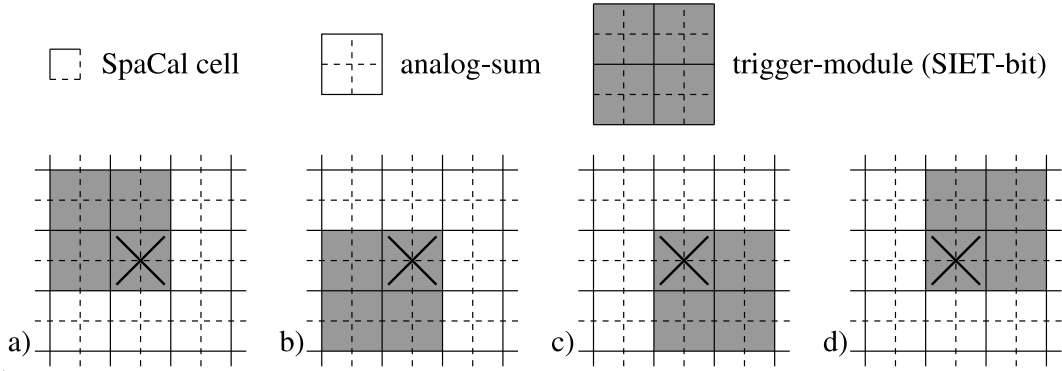 SpaCal cell
analog-sum
trigger-module (SIET-bit)
a)
b)
c)
d)